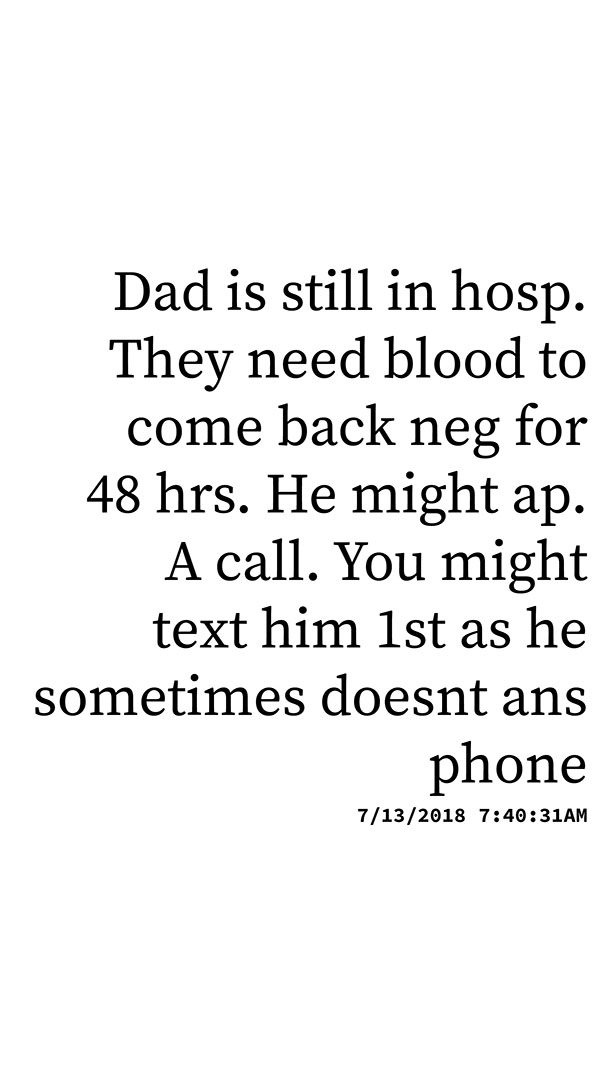 Dad is still in hosp.
They need blood to
come back neg for
48 hrs. He might ap.
A call. You might
text him 1st as he
sometimes doesnt ans
phone
7/13/2018 7:40:31AM